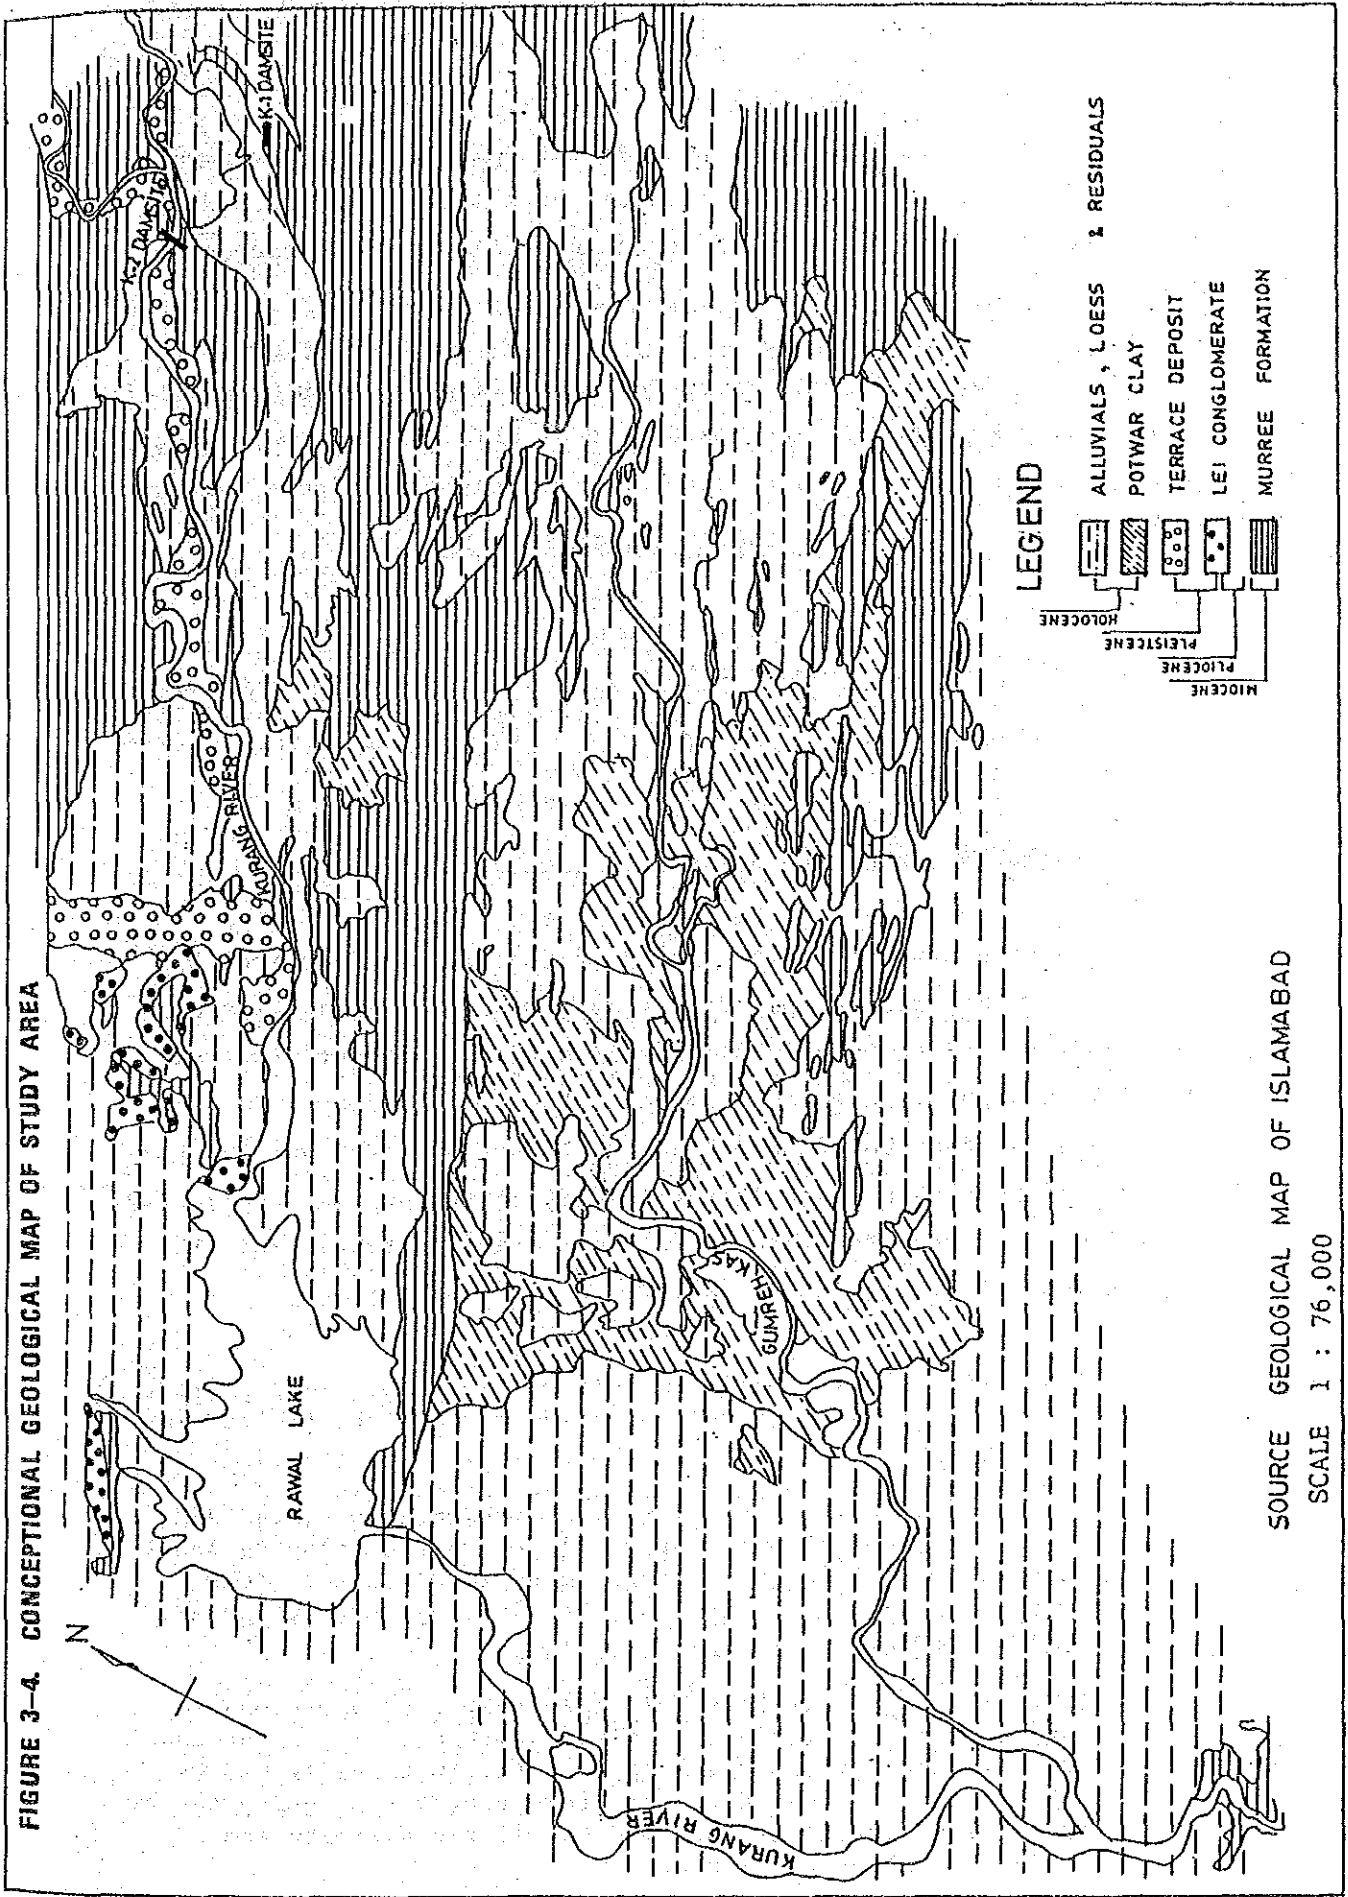 FIGURE 3-4. CONCEPTIONAL GEOLOGICAL MAP OF STUDY AREA
N
K-2 DAMSITE
K-1 DAMSITE
KURANG RIVER
RAWAL LAKE
GUMREH KAS
KURANG RIVER
LEGEND
HOLOCENE
PLEISTCENE
PLIOCENE
MIOCENE
ALLUVIALS, LOESS & RESIDUALS
POTWAR CLAY
TERRACE DEPOSIT
LEI CONGLOMERATE
MURREE FORMATION
SOURCE GEOLOGICAL MAP OF ISLAMABAD
SCALE 1 : 76,000